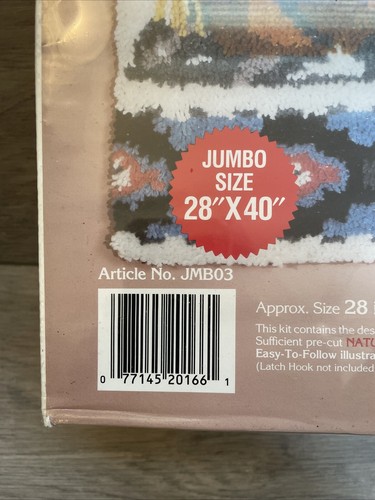 JUMBO
SIZE
28"X40"
Article No. JMB03
0 77145 20166 1
Approx. Size 28
This kit contains the des
Sufficient pre-cut NATU
Easy-To-Follow illustra
(Latch Hook not included